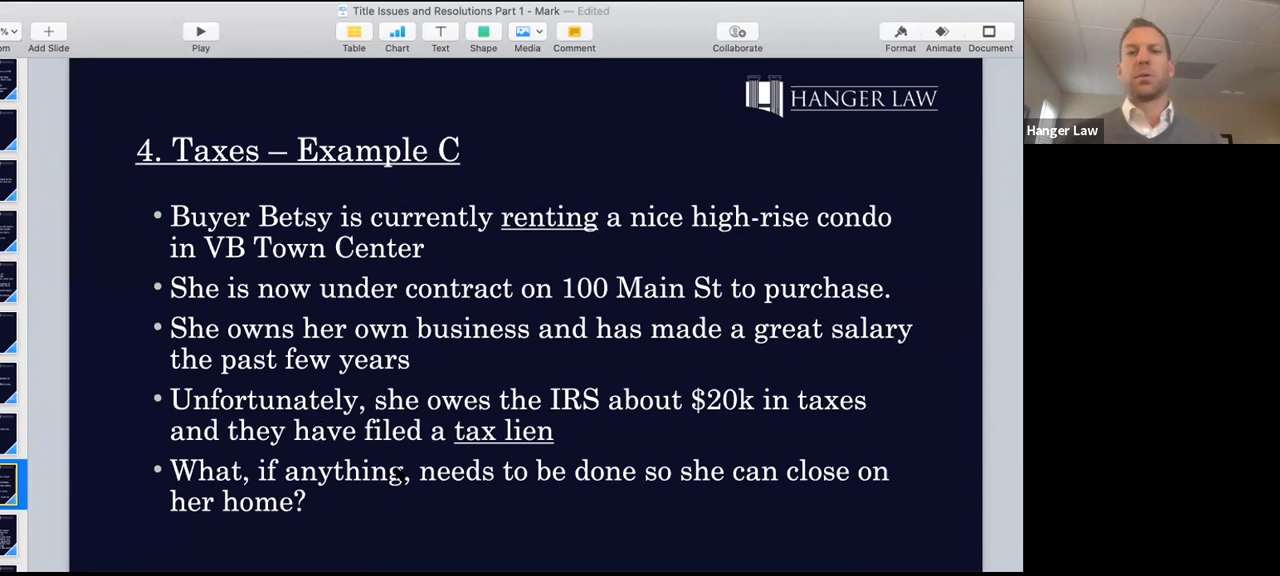 Title Issues and Resolutions Part 1 - Mark — Edited
%
Add Slide
Play
Table
Chart
Text
Shape
Media
Comment
Collaborate
Format
Animate
Document
HANGER LAW
Hanger Law
4. Taxes – Example C
• Buyer Betsy is currently renting a nice high-rise condo
in VB Town Center
• She is now under contract on 100 Main St to purchase.
• She owns her own business and has made a great salary
the past few years
• Unfortunately, she owes the IRS about $20k in taxes
and they have filed a tax lien
• What, if anything, needs to be done so she can close on
her home?